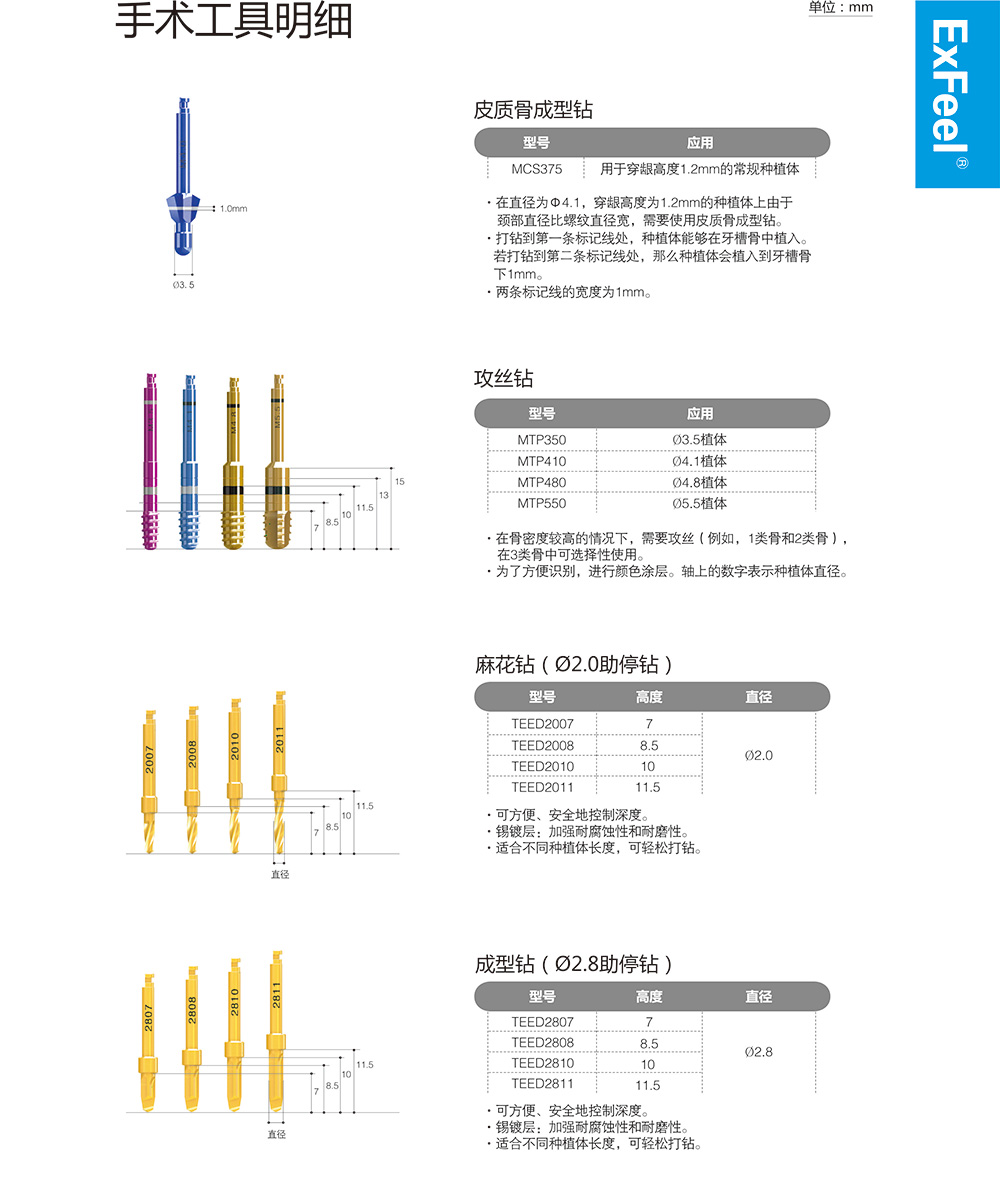 手术工具明细
单位：mm
ExFeel®
皮质骨成型钻
型号 应用
MCS375 用于穿龈高度1.2mm的常规种植体
·在直径为Φ4.1，穿龈高度为1.2mm的种植体上由于
颈部直径比螺纹直径宽，需要使用皮质骨成型钻。
·打钻到第一条标记线处，种植体能够在牙槽骨中植入。
若打钻到第二条标记线处，那么种植体会植入到牙槽骨
下1mm。
·两条标记线的宽度为1mm。
1.0mm
Ø3.5
攻丝钻
型号 应用
MTP350 Ø3.5植体
MTP410 Ø4.1植体
MTP480 Ø4.8植体
MTP550 Ø5.5植体
·在骨密度较高的情况下，需要攻丝（例如，1类骨和2类骨），
在3类骨中可选择性使用。
·为了方便识别，进行颜色涂层。轴上的数字表示种植体直径。
M4.8
M5.5
7
8.5
10
11.5
13
15
麻花钻（Ø2.0助停钻）
型号 高度 直径
TEED2007 7
TEED2008 8.5
Ø2.0
TEED2010 10
TEED2011 11.5
·可方便、安全地控制深度。
·锡镀层：加强耐腐蚀性和耐磨性。
·适合不同种植体长度，可轻松打钻。
2007
2008
2010
2011
7
8.5
10
11.5
直径
成型钻（Ø2.8助停钻）
型号 高度 直径
TEED2807 7
TEED2808 8.5
Ø2.8
TEED2810 10
TEED2811 11.5
·可方便、安全地控制深度。
·锡镀层：加强耐腐蚀性和耐磨性。
·适合不同种植体长度，可轻松打钻。
2807
2808
2810
2811
7
8.5
10
11.5
直径